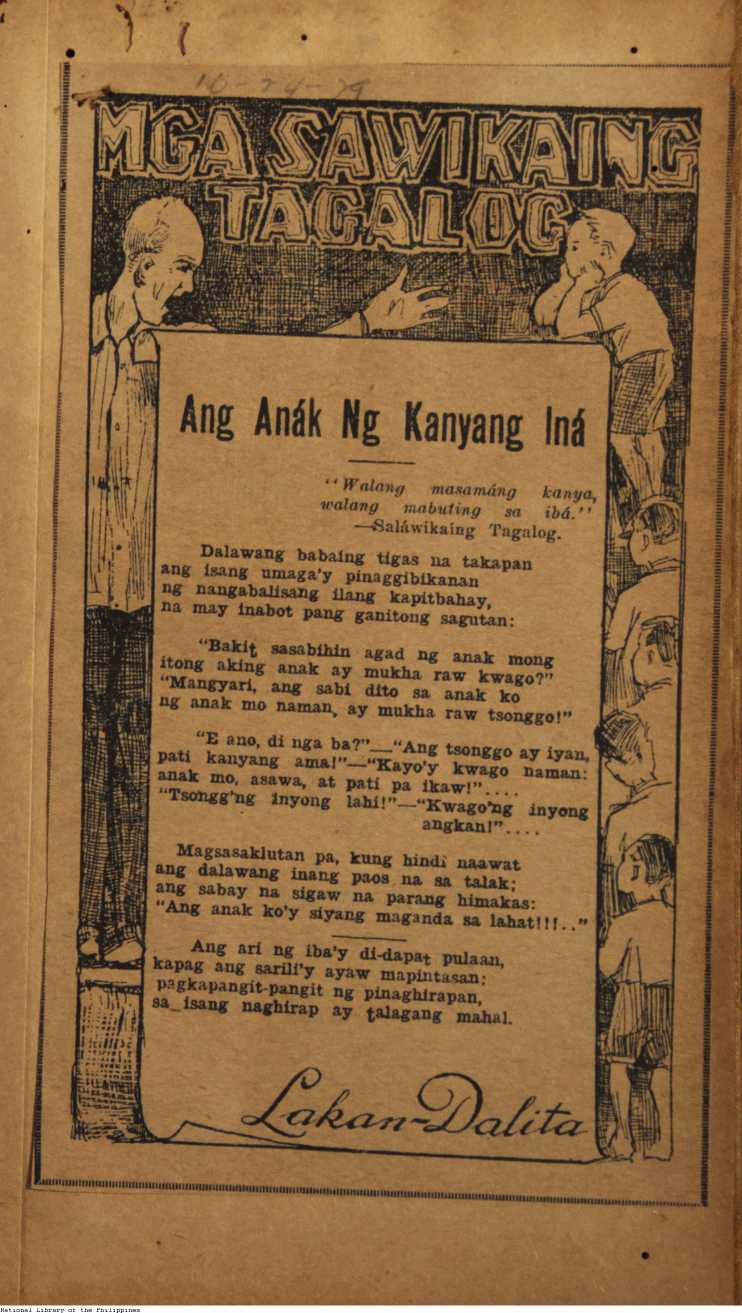 10-24-29
MGA SAWIKAING
TAGALOG
Ang Anák Ng Kanyang Iná
"Walang masamáng kanya,
walang mabuting sa ibá."
—Saláwikaing Tagalog.
Dalawang babaing tigas na takapan
ang isang umaga'y pinaggibikanan
ng nangabalisang ilang kapitbahay,
na may inabot pang ganitong sagutan:
"Bakit sasabihin agad ng anak mong
itong aking anak ay mukha raw kwago?"
"Mangyari, ang sabi dito sa anak ko
ng anak mo naman, ay mukha raw tsonggo!"
"E ano, di nga ba?"—"Ang tsonggo ay iyan,
pati kanyang ama!"—"Kayo'y kwago naman:
anak mo, asawa, at pati pa ikaw!"....
"Tsongg'ng inyong lahi!"—"Kwago'ng inyong
angkan!"....
Magsasaklutan pa, kung hindi naawat
ang dalawang inang paos na sa talak;
ang sabay na sigaw na parang himakas:
"Ang anak ko'y siyang maganda sa lahat!!!.."
Ang ari ng iba'y di-dapat pulaan,
kapag ang sarili'y ayaw mapintasan;
pagkapangit-pangit ng pinaghirapan,
sa isang naghirap ay talagang mahal.
Lakan-Dalita
National Library of the Philippines